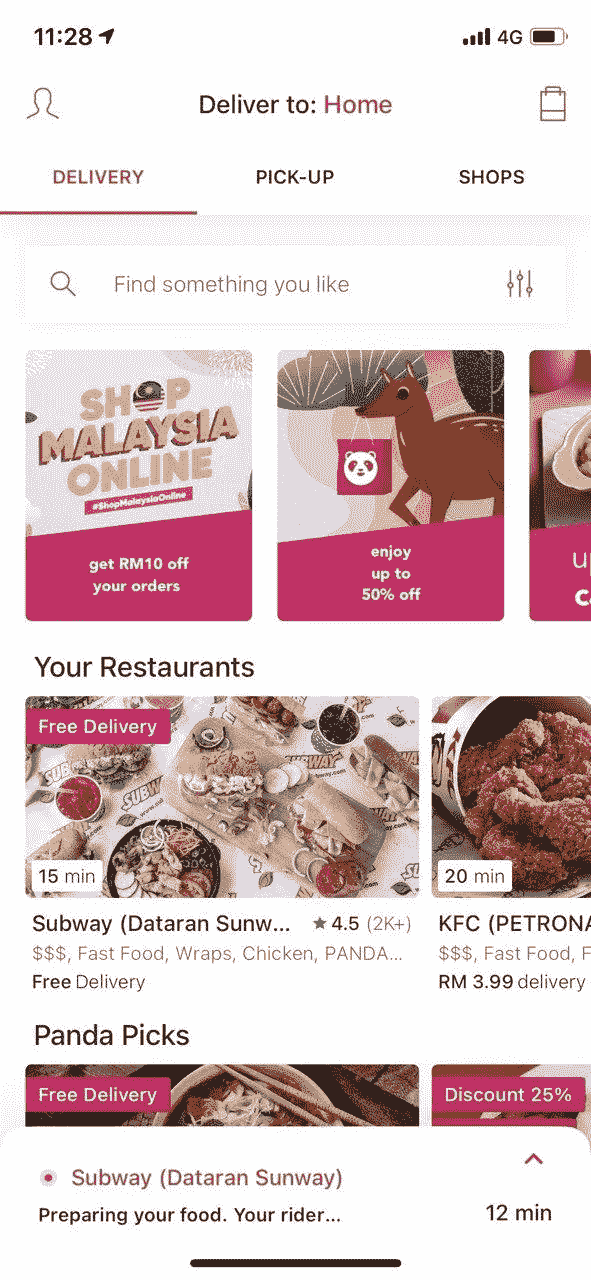 11:28
4G
Deliver to: Home
DELIVERY
PICK-UP
SHOPS
Find something you like
SHOP
MALAYSIA
ONLINE
#ShopMalaysiaOnline
get RM10 off
your orders
enjoy
up to
50% off
up
Your Restaurants
Free Delivery
SUBWAY
15 min
20 min
Subway (Dataran Sunw... ★ 4.5 (2K+)
$$$, Fast Food, Wraps, Chicken, PANDA...
Free Delivery
KFC (PETRONA
$$$, Fast Food, F
RM 3.99 delivery
Panda Picks
Free Delivery
Discount 25%
Subway (Dataran Sunway)
Preparing your food. Your rider...
12 min